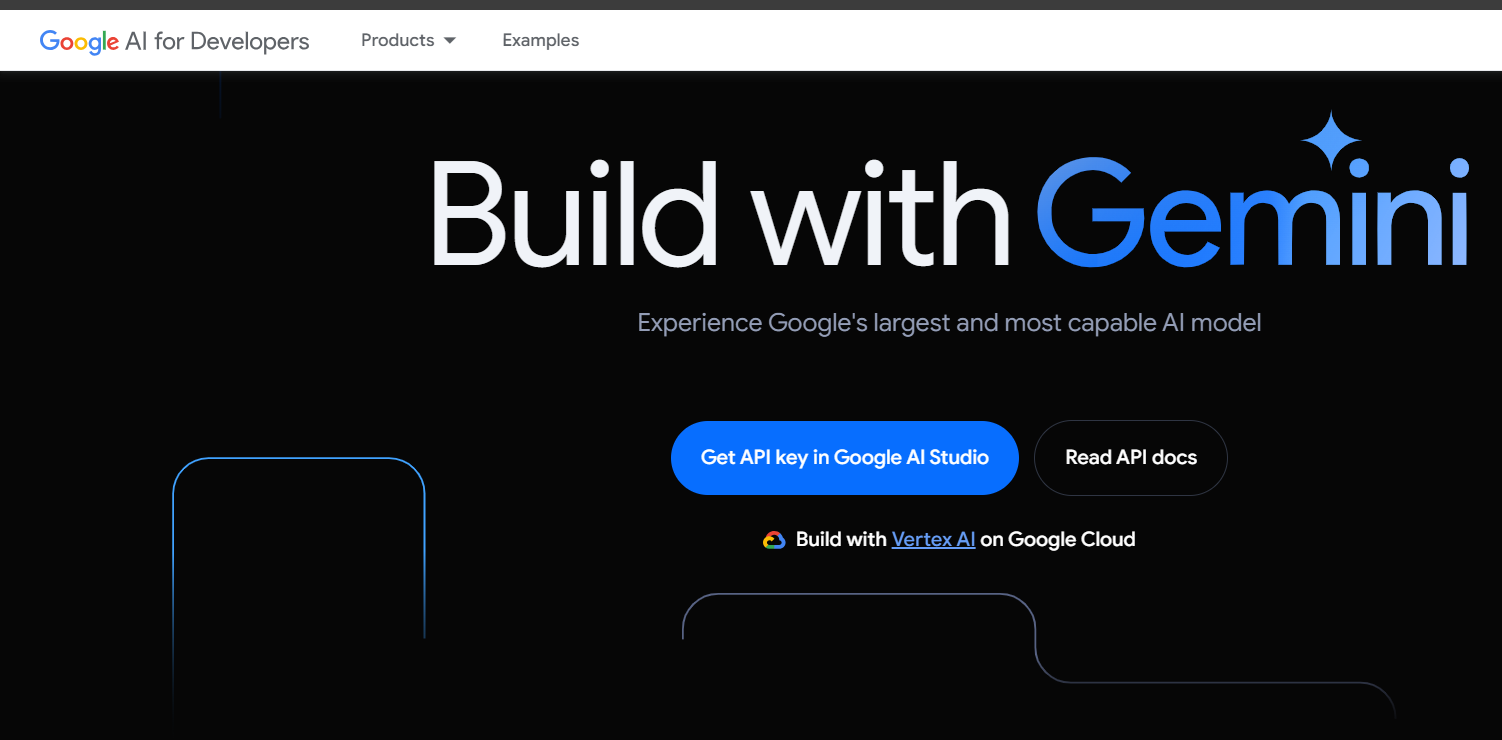 Google AI for Developers Products Examples
Build with Gemini
Experience Google's largest and most capable AI model
Get API key in Google AI Studio Read API docs
Build with Vertex AI on Google Cloud